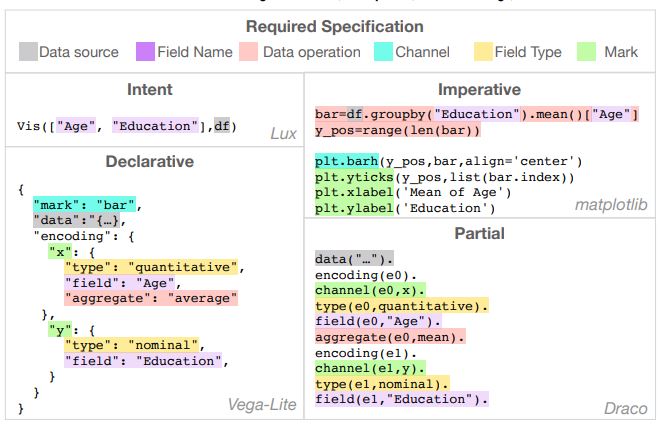 Required Specification
Data source Field Name Data operation Channel Field Type Mark
Intent
Vis(["Age", "Education"],df)
Lux
Declarative
{
"mark": "bar",
"data":"{…},
"encoding": {
"x": {
"type": "quantitative",
"field": "Age",
"aggregate": "average"
},
"y": {
"type": "nominal",
"field": "Education",
}
}
}
Vega-Lite
Imperative
bar=df.groupby("Education").mean()["Age"]
y_pos=range(len(bar))
plt.barh(y_pos,bar,align='center')
plt.yticks(y_pos,list(bar.index))
plt.xlabel('Mean of Age')
plt.ylabel('Education')
matplotlib
Partial
data("…").
encoding(e0).
channel(e0,x).
type(e0,quantitative).
field(e0,"Age").
aggregate(e0,mean).
encoding(e1).
channel(e1,y).
type(e1,nominal).
field(e1,"Education").
Draco